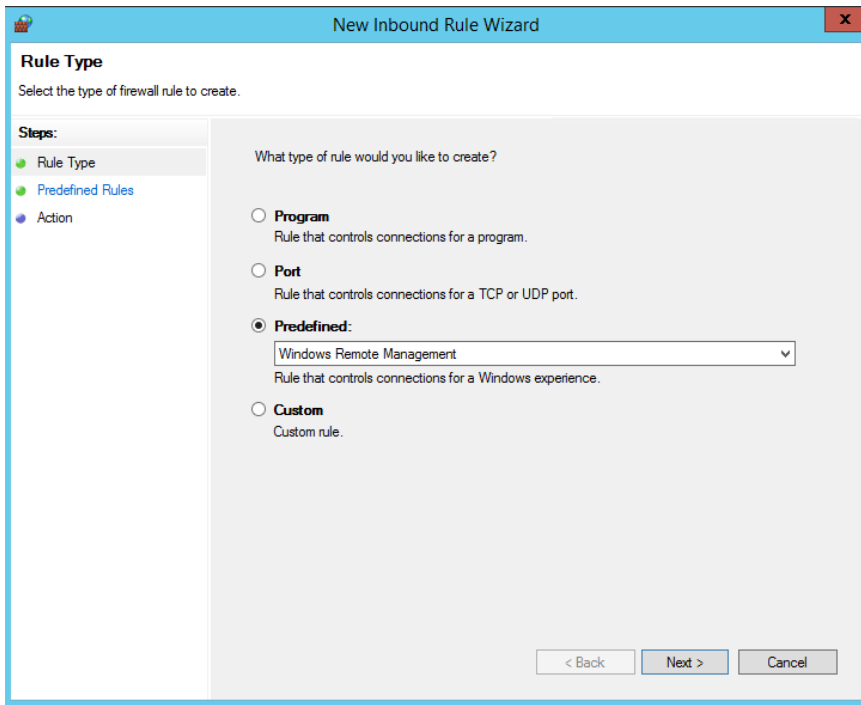 New Inbound Rule Wizard
x
Rule Type
Select the type of firewall rule to create.
Steps:
Rule Type
Predefined Rules
Action
What type of rule would you like to create?
Program
Rule that controls connections for a program.
Port
Rule that controls connections for a TCP or UDP port.
Predefined:
Windows Remote Management
Rule that controls connections for a Windows experience.
Custom
Custom rule.
< Back Next > Cancel